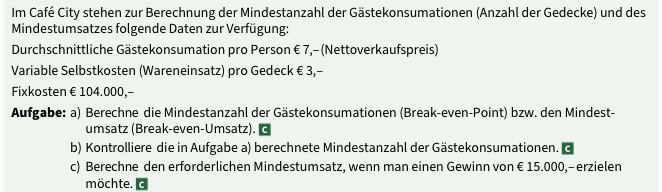 Im Café City stehen zur Berechnung der Mindestanzahl der Gästekonsumationen (Anzahl der Gedecke) und des
Mindestumsatzes folgende Daten zur Verfügung:
Durchschnittliche Gästekonsumation pro Person € 7,– (Nettoverkaufspreis)
Variable Selbstkosten (Wareneinsatz) pro Gedeck € 3,–
Fixkosten € 104.000,–
Aufgabe: a) Berechne die Mindestanzahl der Gästekonsumationen (Break-even-Point) bzw. den Mindest-
umsatz (Break-even-Umsatz). C
b) Kontrolliere die in Aufgabe a) berechnete Mindestanzahl der Gästekonsumationen. C
c) Berechne den erforderlichen Mindestumsatz, wenn man einen Gewinn von € 15.000,– erzielen
möchte. C